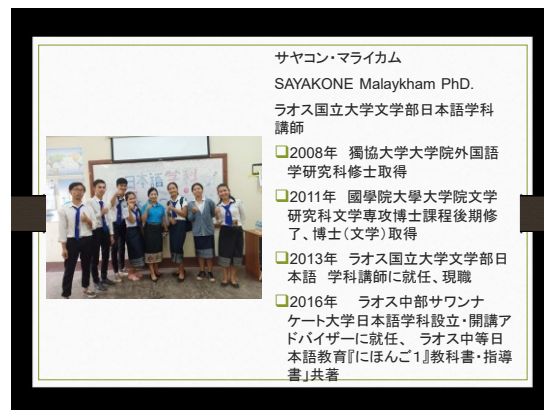 サヤコン・マライカム
SAYAKONE Malaykham PhD.
ラオス国立大学文学部日本語学科
講師
2008年 獨協大学大学院外国語
学研究科修士取得
2011年 國學院大學大学院文学
研究科文学専攻博士課程後期修
了、博士(文学)取得
2013年 ラオス国立大学文学部日
本語 学科講師に就任、現職
2016年 ラオス中部サワンナ
ケート大学日本語学科設立・開講ア
ドバイザーに就任、 ラオス中等日
本語教育『にほんご1』教科書・指導
書」共著
日本語学科